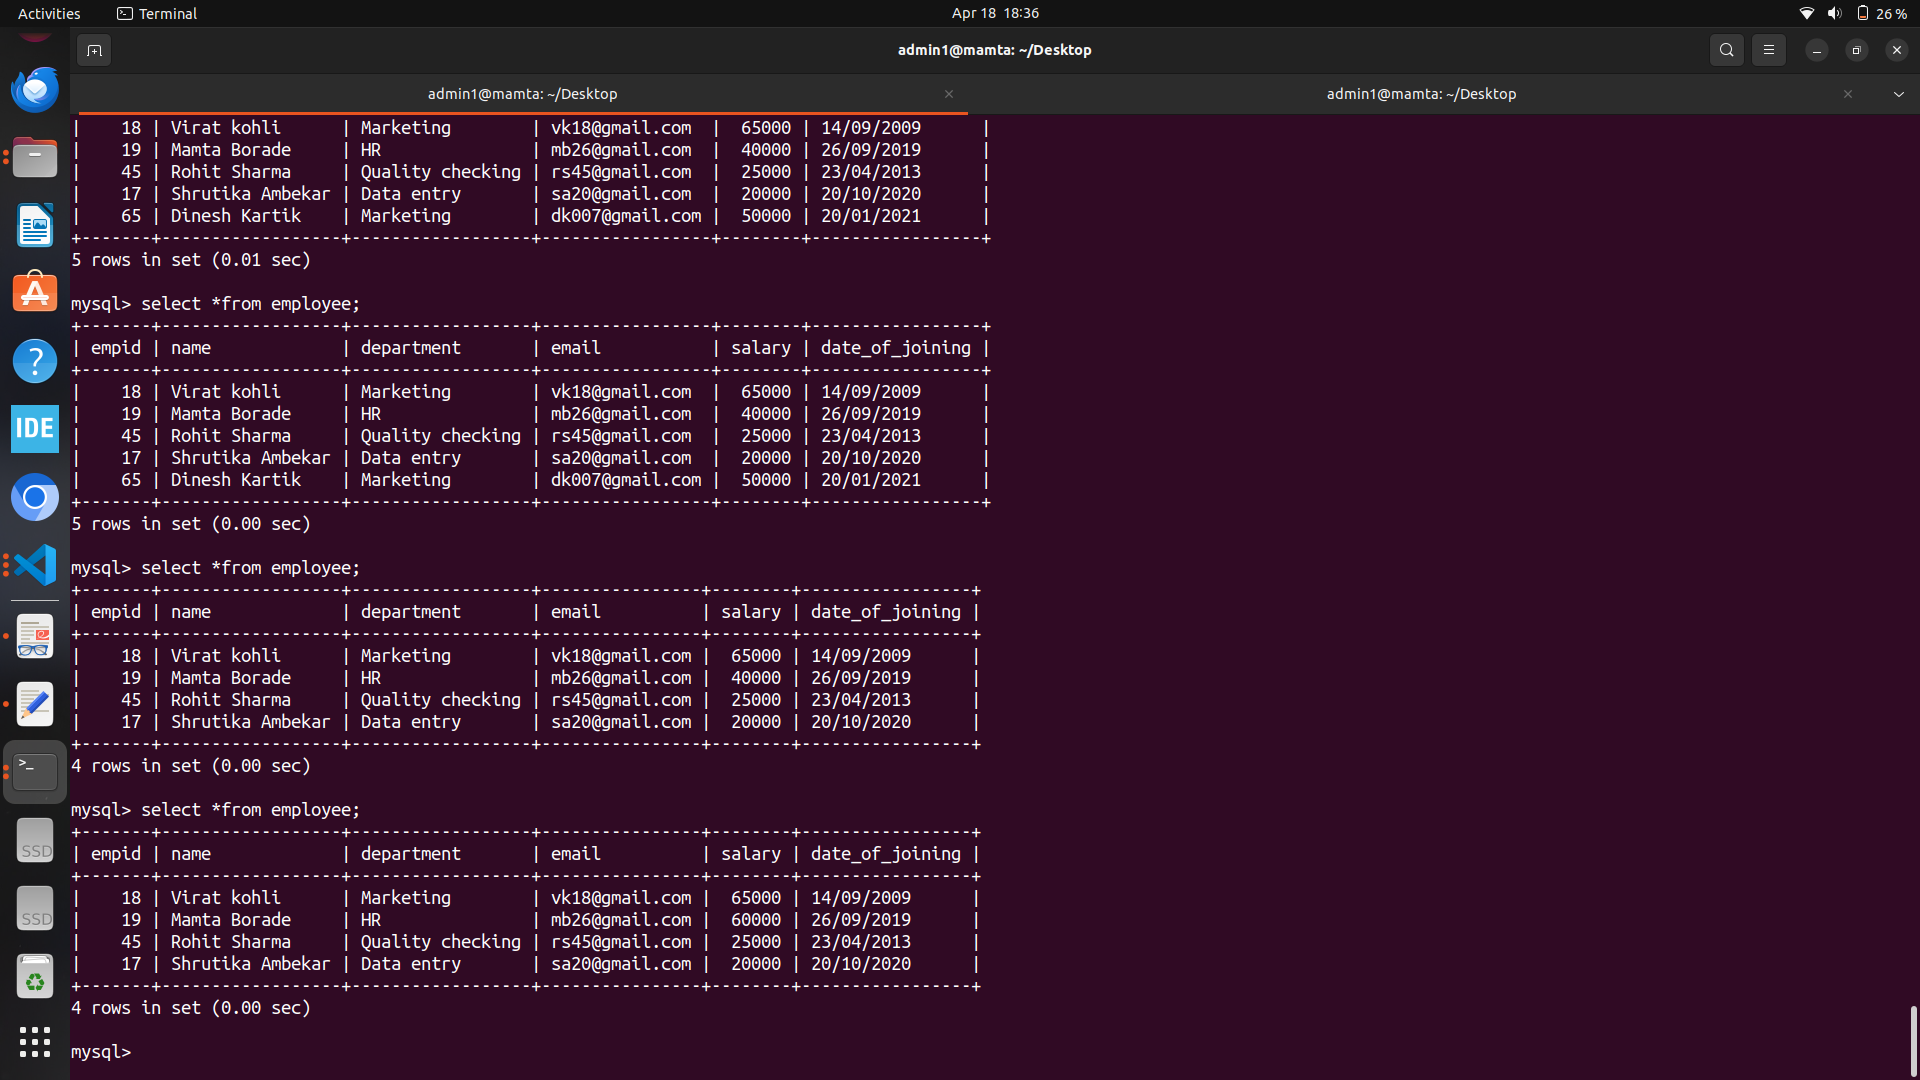 Activities
Terminal
Apr 18 18:36
26 %
admin1@mamta: ~/Desktop
admin1@mamta: ~/Desktop
admin1@mamta: ~/Desktop
|    18 | Virat kohli      | Marketing        | vk18@gmail.com  |  65000 | 14/09/2009      |
|    19 | Mamta Borade     | HR               | mb26@gmail.com  |  40000 | 26/09/2019      |
|    45 | Rohit Sharma     | Quality checking | rs45@gmail.com  |  25000 | 23/04/2013      |
|    17 | Shrutika Ambekar | Data entry       | sa20@gmail.com  |  20000 | 20/10/2020      |
|    65 | Dinesh Kartik    | Marketing        | dk007@gmail.com |  50000 | 20/01/2021      |
+-------+------------------+------------------+-----------------+--------+-----------------+
5 rows in set (0.01 sec)
mysql> select *from employee;
+-------+------------------+------------------+-----------------+--------+-----------------+
| empid | name             | department       | email           | salary | date_of_joining |
+-------+------------------+------------------+-----------------+--------+-----------------+
|    18 | Virat kohli      | Marketing        | vk18@gmail.com  |  65000 | 14/09/2009      |
|    19 | Mamta Borade     | HR               | mb26@gmail.com  |  40000 | 26/09/2019      |
|    45 | Rohit Sharma     | Quality checking | rs45@gmail.com  |  25000 | 23/04/2013      |
|    17 | Shrutika Ambekar | Data entry       | sa20@gmail.com  |  20000 | 20/10/2020      |
|    65 | Dinesh Kartik    | Marketing        | dk007@gmail.com |  50000 | 20/01/2021      |
+-------+------------------+------------------+-----------------+--------+-----------------+
5 rows in set (0.00 sec)
mysql> select *from employee;
+-------+------------------+------------------+----------------+--------+-----------------+
| empid | name             | department       | email          | salary | date_of_joining |
+-------+------------------+------------------+----------------+--------+-----------------+
|    18 | Virat kohli      | Marketing        | vk18@gmail.com |  65000 | 14/09/2009      |
|    19 | Mamta Borade     | HR               | mb26@gmail.com |  40000 | 26/09/2019      |
|    45 | Rohit Sharma     | Quality checking | rs45@gmail.com |  25000 | 23/04/2013      |
|    17 | Shrutika Ambekar | Data entry       | sa20@gmail.com |  20000 | 20/10/2020      |
+-------+------------------+------------------+----------------+--------+-----------------+
4 rows in set (0.00 sec)
mysql> select *from employee;
+-------+------------------+------------------+----------------+--------+-----------------+
| empid | name             | department       | email          | salary | date_of_joining |
+-------+------------------+------------------+----------------+--------+-----------------+
|    18 | Virat kohli      | Marketing        | vk18@gmail.com |  65000 | 14/09/2009      |
|    19 | Mamta Borade     | HR               | mb26@gmail.com |  60000 | 26/09/2019      |
|    45 | Rohit Sharma     | Quality checking | rs45@gmail.com |  25000 | 23/04/2013      |
|    17 | Shrutika Ambekar | Data entry       | sa20@gmail.com |  20000 | 20/10/2020      |
+-------+------------------+------------------+----------------+--------+-----------------+
4 rows in set (0.00 sec)
mysql>
?
IDE
>_
SSD
SSD